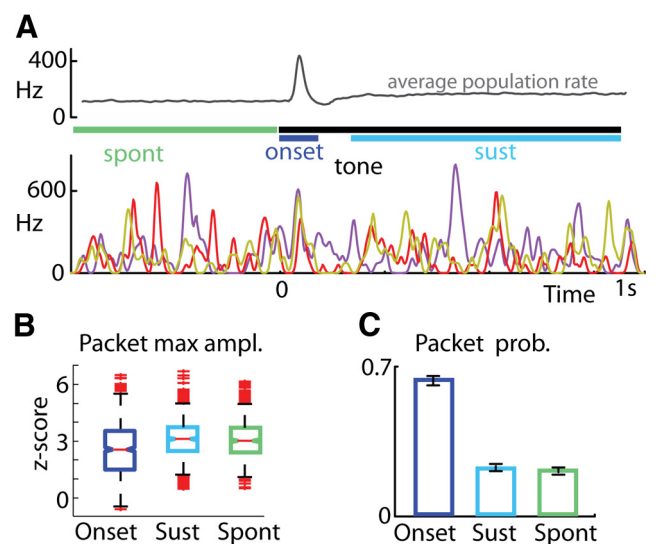 A
400
Hz
0
average population rate
spont
onset
sust
tone
600
Hz
0
0
Time
1s
B
Packet max ampl.
z-score
6
3
0
Onset
Sust
Spont
C
Packet prob.
0.7
0
Onset
Sust
Spont